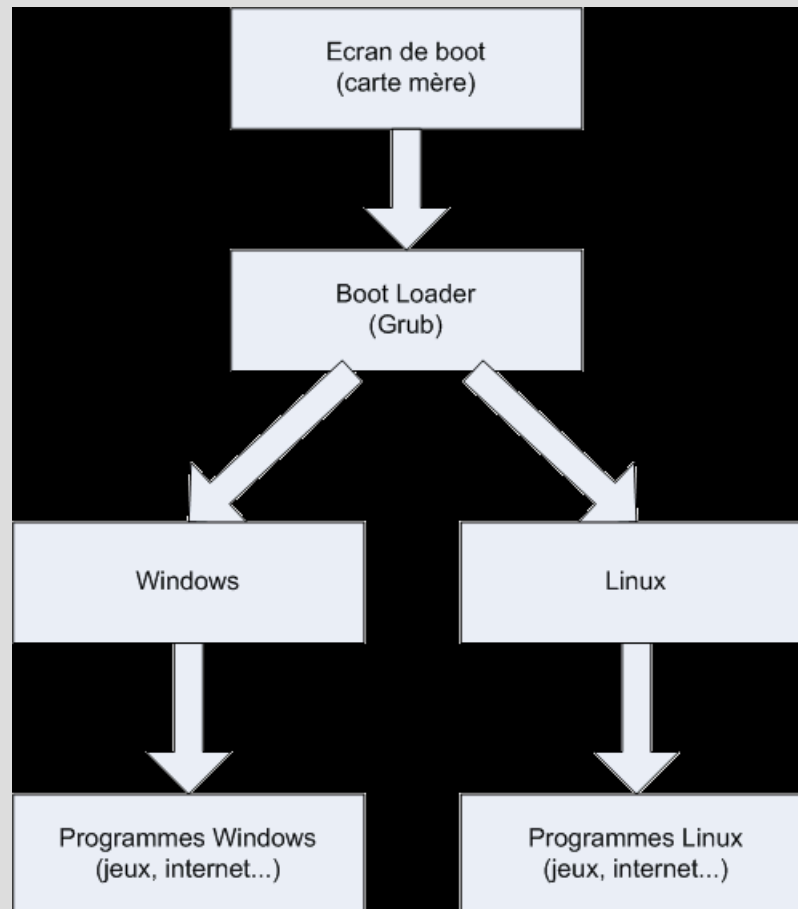 Ecran de boot
(carte mère)
Boot Loader
(Grub)
Windows
Linux
Programmes Windows
(jeux, internet...)
Programmes Linux
(jeux, internet...)